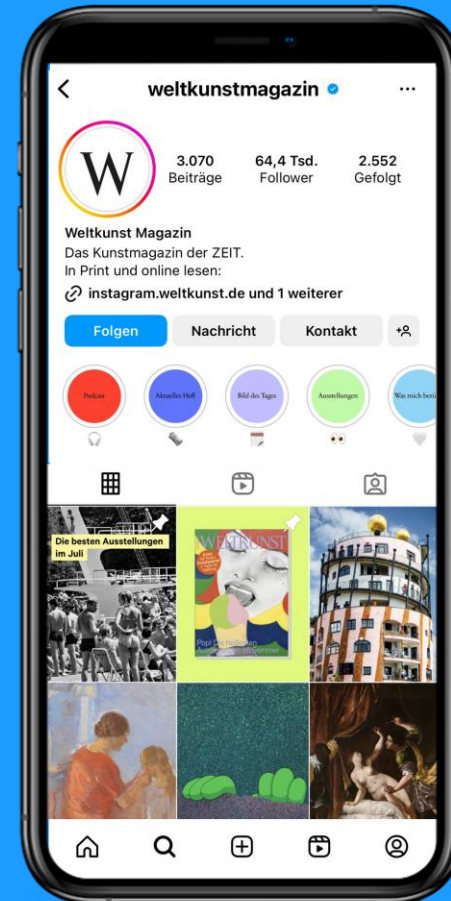 weltkunstmagazin
W
3.070 64,4 Tsd. 2.552
Beiträge Follower Gefolgt
Weltkunst Magazin
Das Kunstmagazin der ZEIT.
In Print und online lesen:
instagram.weltkunst.de und 1 weiterer
Folgen Nachricht Kontakt
Podcast Aktuelles Heft Bild des Tages Ausstellungen Was mich
Die besten Ausstellungen
im Juli
WELTKUNST